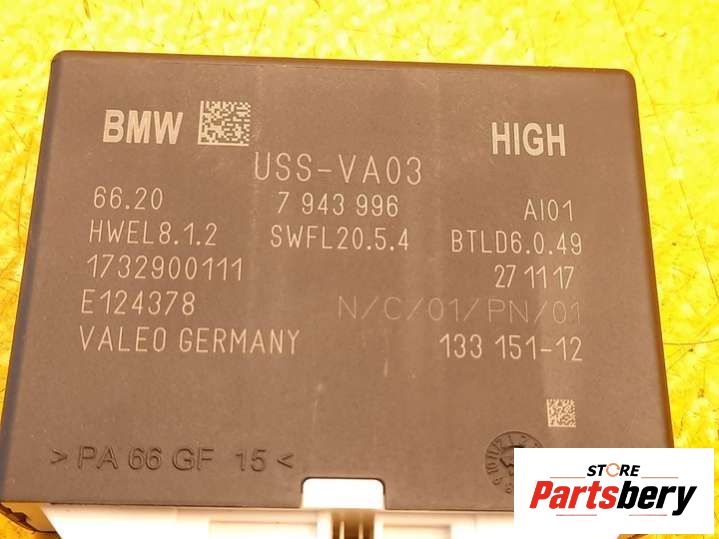 BMW HIGH
USS-VA03
66.20 7 943 996 AI01
HWEL8.1.2 SWFL20.5.4 BTLD6.0.49
1732900111 27 11 17
E124378 N/C/01/PN/01
VALEO GERMANY 133 151-12
>PA 66 GF 15<
STORE
Partsbery